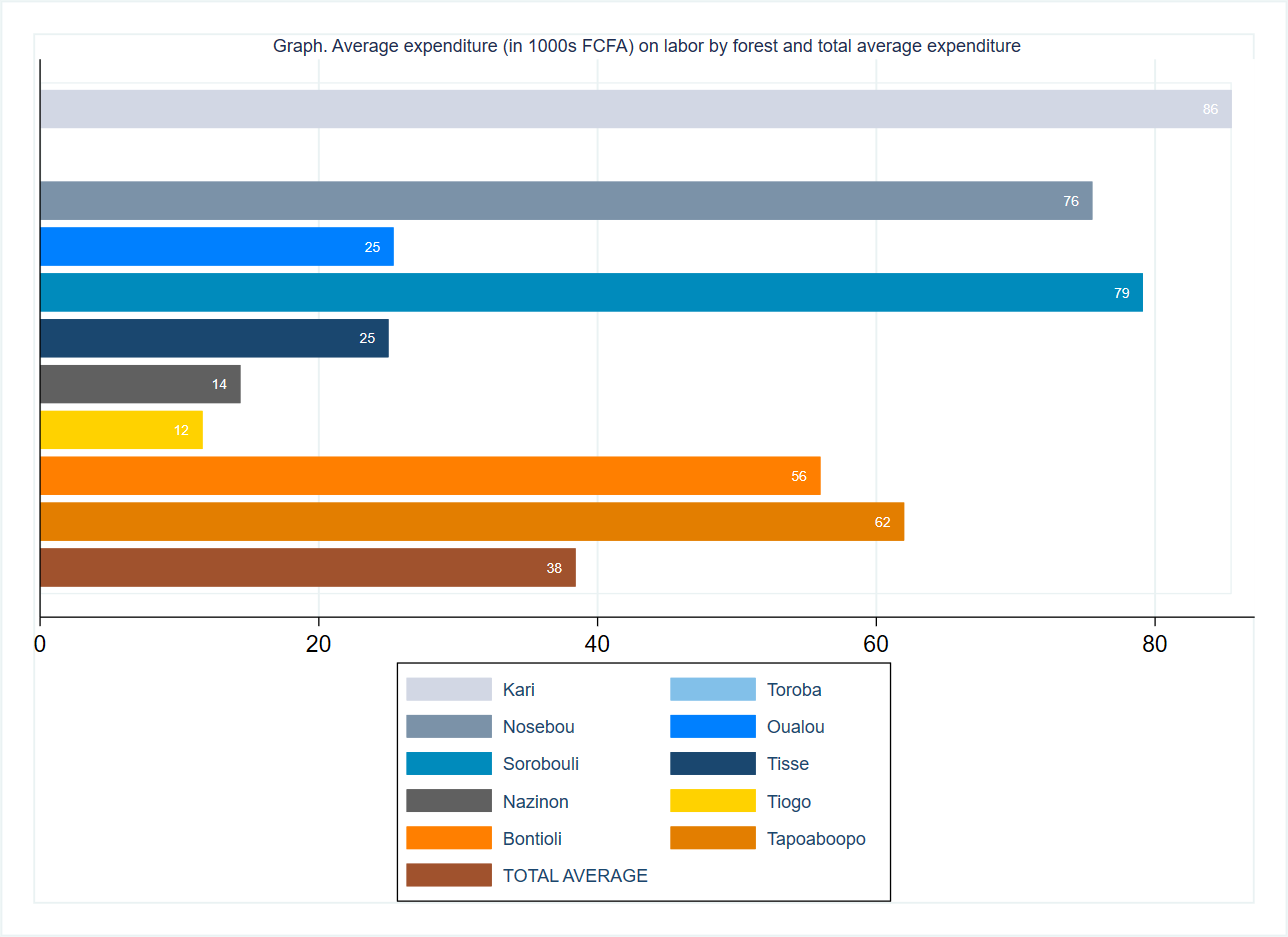 Graph. Average expenditure (in 1000s FCFA) on labor by forest and total average expenditure
86
76
25
79
25
14
12
56
62
38
0 20 40 60 80
Kari Toroba
Nosebou Oualou
Sorobouli Tisse
Nazinon Tiogo
Bontioli Tapoaboopo
TOTAL AVERAGE